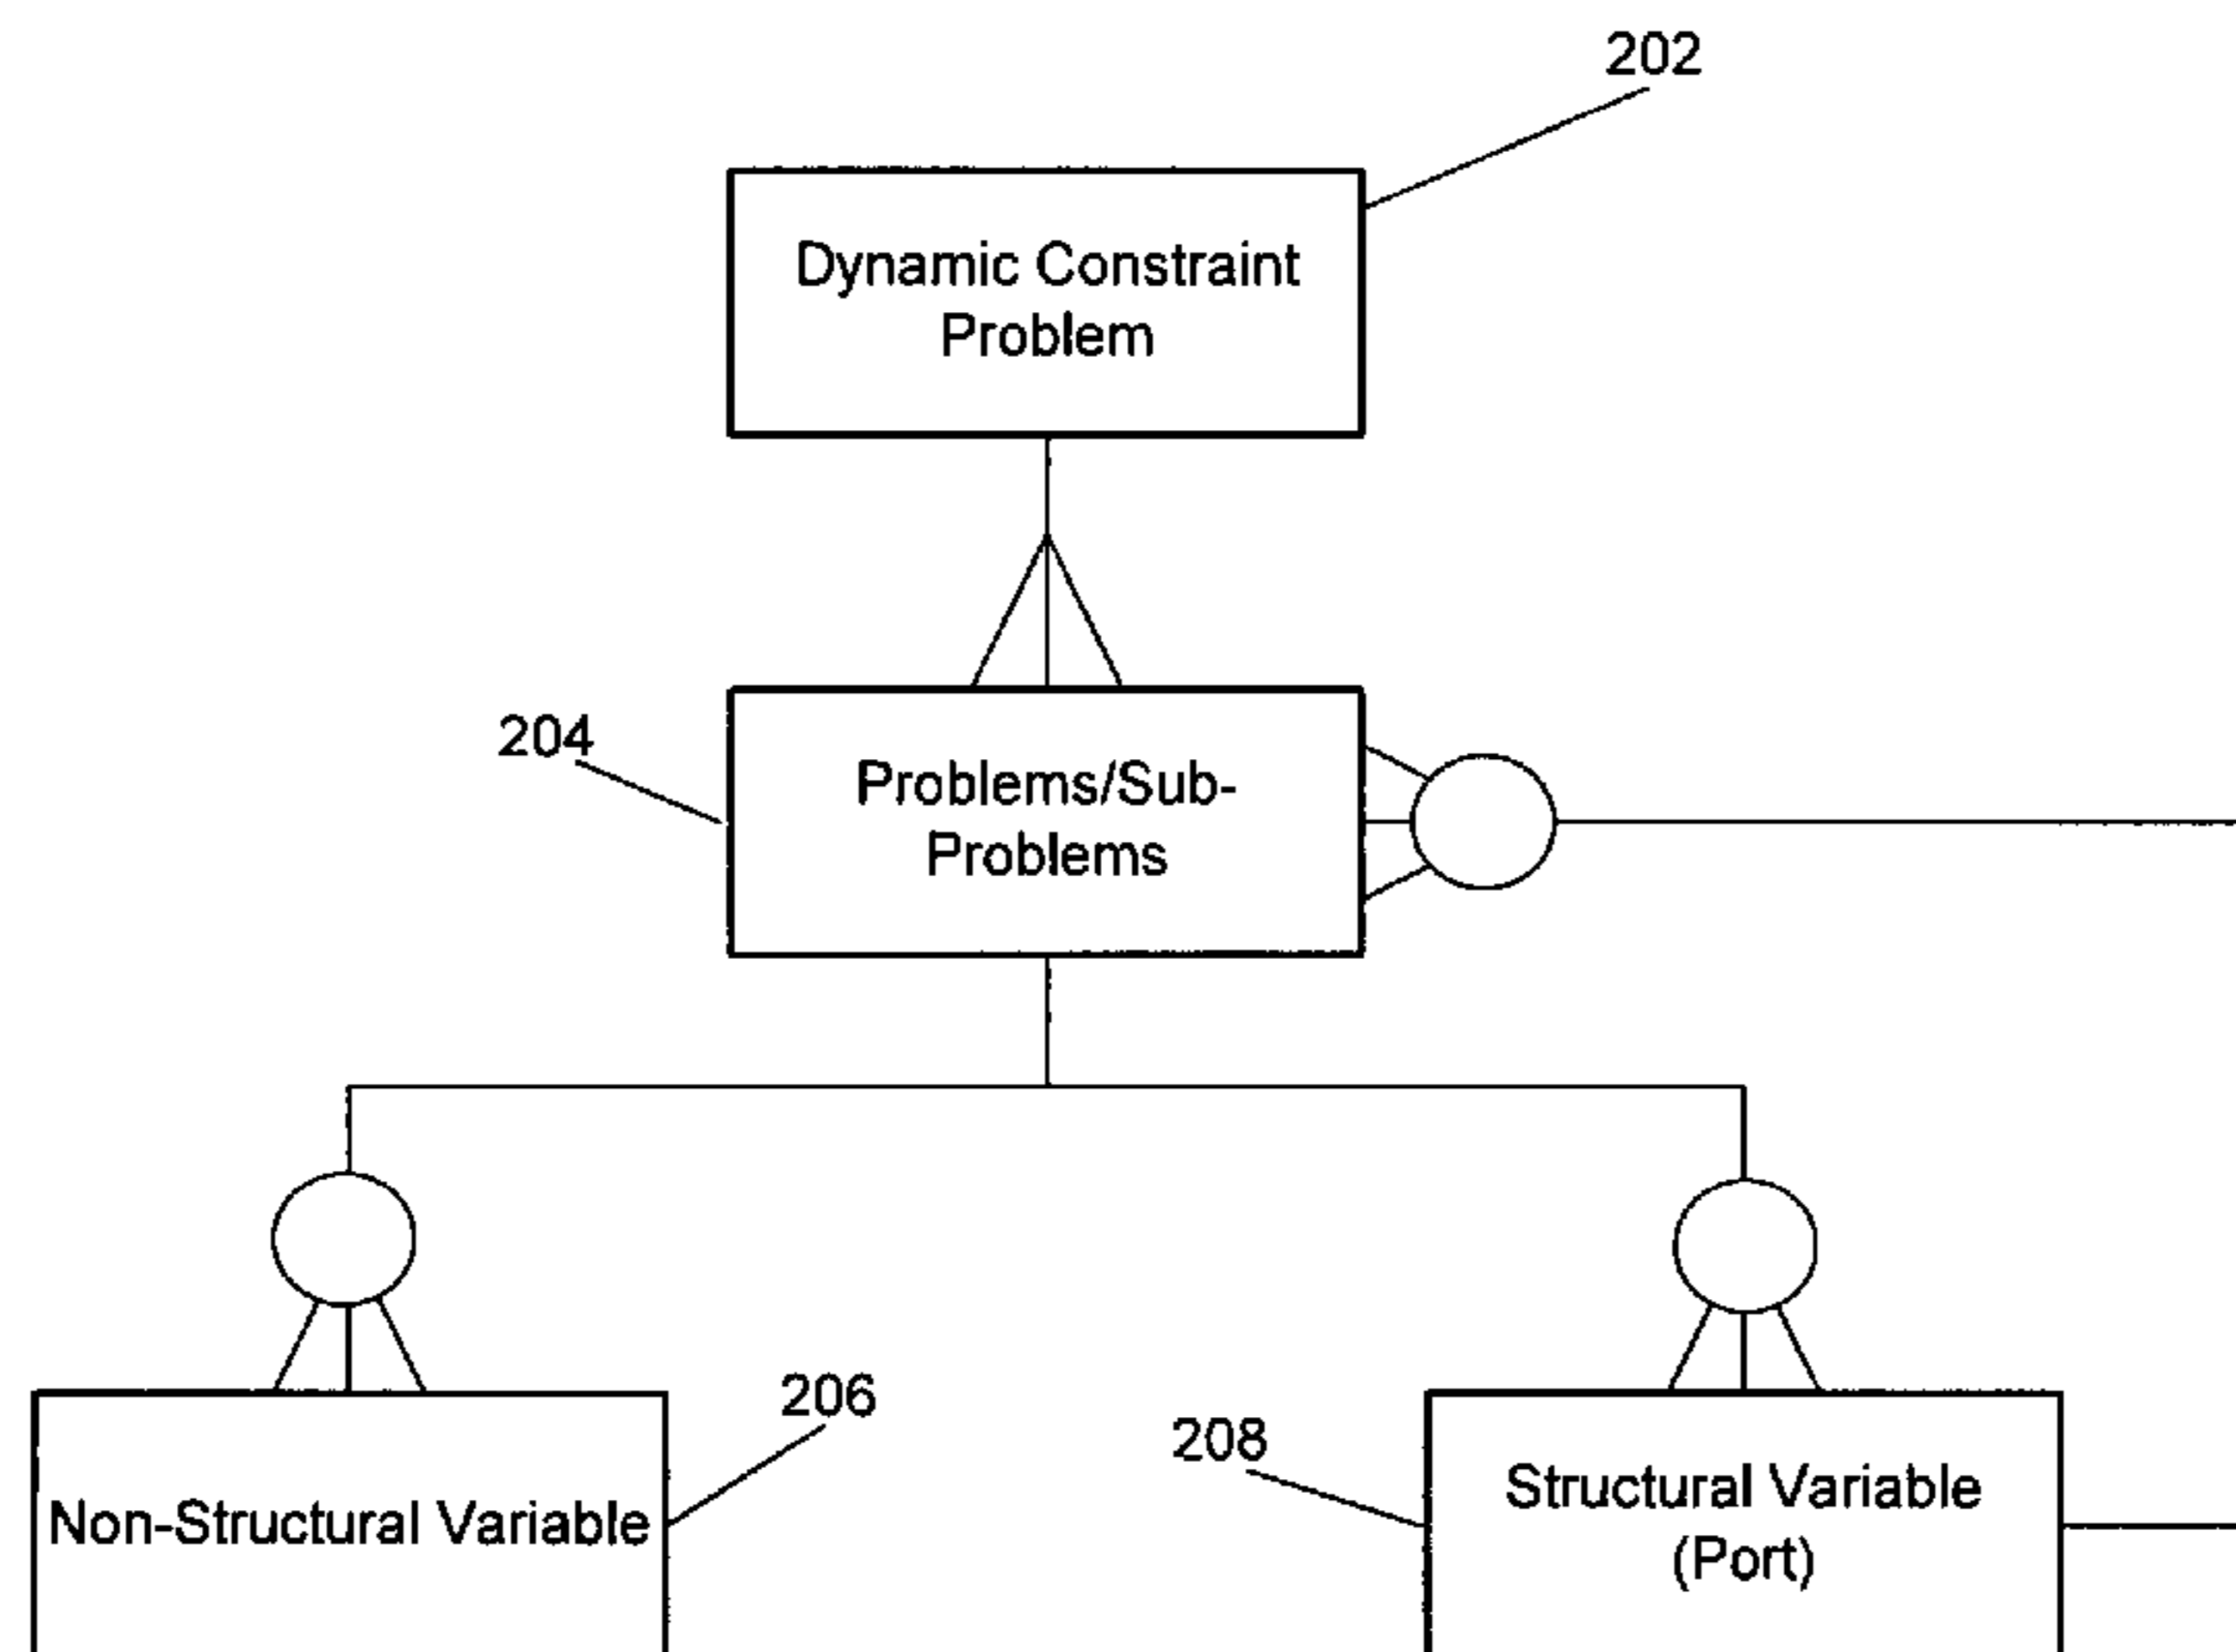 202
Dynamic Constraint
Problem
204
Problems/Sub-
Problems
206
Non-Structural Variable
208
Structural Variable
(Port)